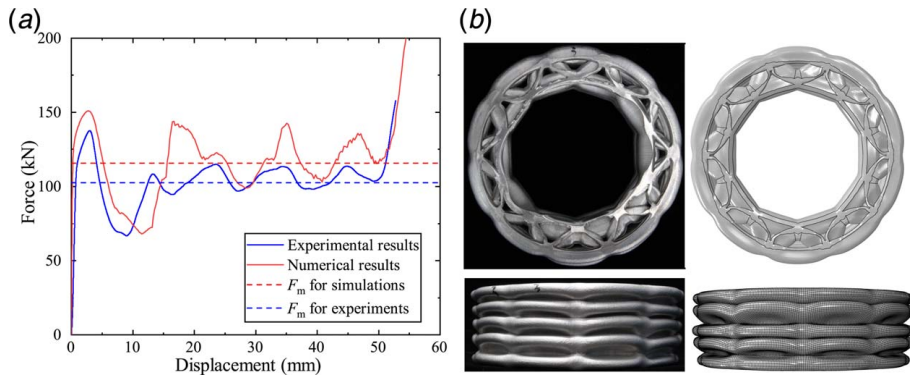 (a)
(b)
200
150
100
50
0
Force (kN)
Experimental results
Numerical results
Fm for simulations
Fm for experiments
0 10 20 30 40 50 60
Displacement (mm)